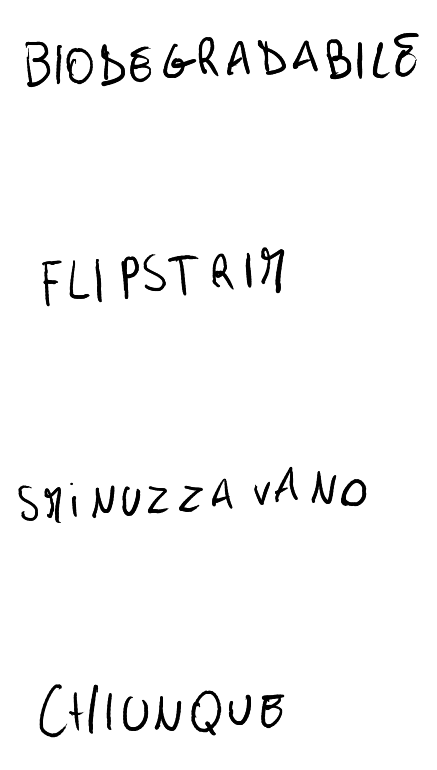 BIODEGRADABILE
FLIPSTRIM
SMINUZZAVANO
CHIUNQUE